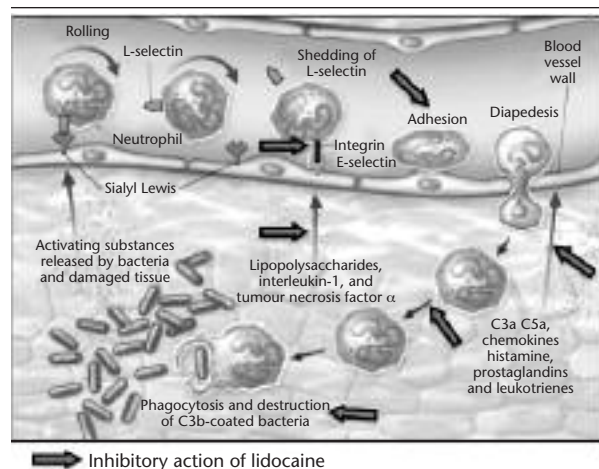 Rolling
L-selectin
Neutrophil
Sialyl Lewis
Shedding of
L-selectin
Integrin
E-selectin
Adhesion
Blood
vessel
wall
Diapedesis
Activating substances
released by bacteria
and damaged tissue
Lipopolysaccharides,
interleukin-1, and
tumour necrosis factor α
C3a C5a,
chemokines
histamine,
prostaglandins
and leukotrienes
Phagocytosis and destruction
of C3b-coated bacteria
Inhibitory action of lidocaine